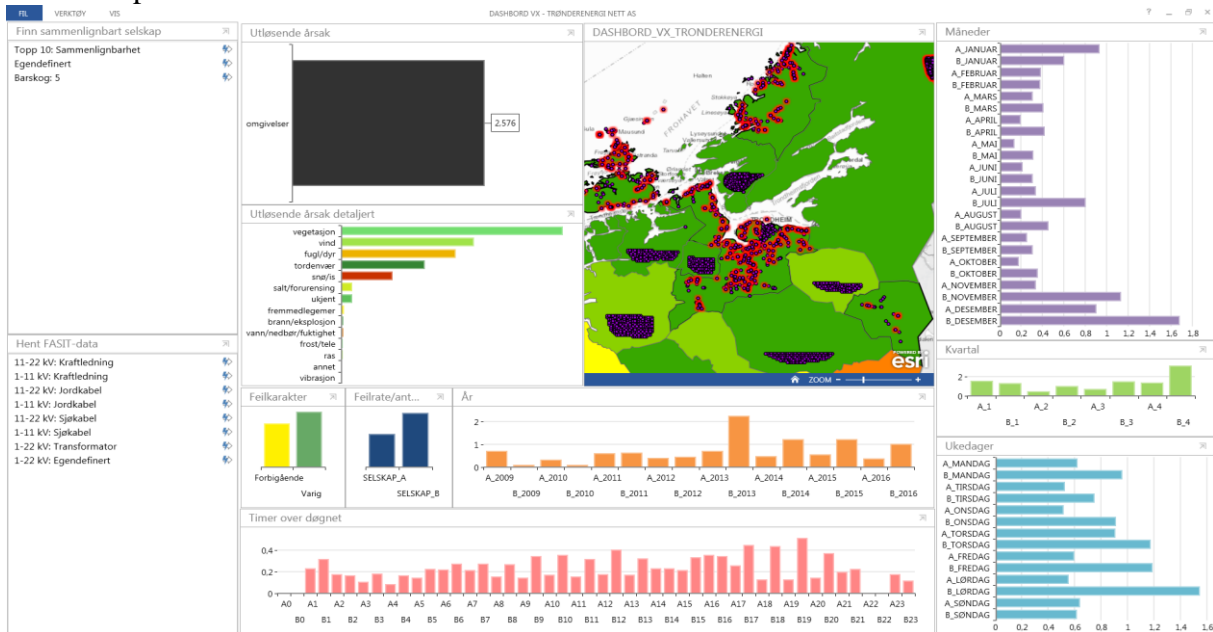 FIL VERKTØY VIS
DASHBORD VX - TRØNDERENERGI NETT AS
Finn sammenlignbart selskap
Topp 10: Sammenlignbarhet
Egendefinert
Barskog: 5
Hent FASIT-data
11-22 kV: Kraftledning
1-11 kV: Kraftledning
11-22 kV: Jordkabel
1-11 kV: Jordkabel
11-22 kV: Sjøkabel
1-11 kV: Sjøkabel
1-22 kV: Transformator
1-22 kV: Egendefinert
Utløsende årsak
omgivelser
2.576
Utløsende årsak detaljert
vegetasjon
vind
fugl/dyr
tordenvær
snø/is
salt/forurensing
ukjent
fremmedlegemer
brann/eksplosjon
vann/nedbør/fuktighet
frost/tele
ras
annet
vibrasjon
DASHBORD_VX_TRONDERENERGI
FROHAVET
TRONDHEIM
POWERED BY
esri
ZOOM - +
Feilkarakter
Forbigående
Varig
Feilrate/ant...
SELSKAP_A
SELSKAP_B
År
2
0
A_2009 A_2010 A_2011 A_2012 A_2013 A_2014 A_2015 A_2016
B_2009 B_2010 B_2011 B_2012 B_2013 B_2014 B_2015 B_2016
Timer over døgnet
0.4
0.2
0
A0 A1 A2 A3 A4 A5 A6 A7 A8 A9 A10 A11 A12 A13 A14 A15 A16 A17 A18 A19 A20 A21 A22 A23
B0 B1 B2 B3 B4 B5 B6 B7 B8 B9 B10 B11 B12 B13 B14 B15 B16 B17 B18 B19 B20 B21 B22 B23
Måneder
A_JANUAR
B_JANUAR
A_FEBRUAR
B_FEBRUAR
A_MARS
B_MARS
A_APRIL
B_APRIL
A_MAI
B_MAI
A_JUNI
B_JUNI
A_JULI
B_JULI
A_AUGUST
B_AUGUST
A_SEPTEMBER
B_SEPTEMBER
A_OKTOBER
B_OKTOBER
A_NOVEMBER
B_NOVEMBER
A_DESEMBER
B_DESEMBER
0 0.2 0.4 0.6 0.8 1 1.2 1.4 1.6 1.8
Kvartal
2
0
A_1 A_2 A_3 A_4
B_1 B_2 B_3 B_4
Ukedager
A_MANDAG
B_MANDAG
A_TIRSDAG
B_TIRSDAG
A_ONSDAG
B_ONSDAG
A_TORSDAG
B_TORSDAG
A_FREDAG
B_FREDAG
A_LØRDAG
B_LØRDAG
A_SØNDAG
B_SØNDAG
0 0.2 0.4 0.6 0.8 1 1.2 1.4 1.6